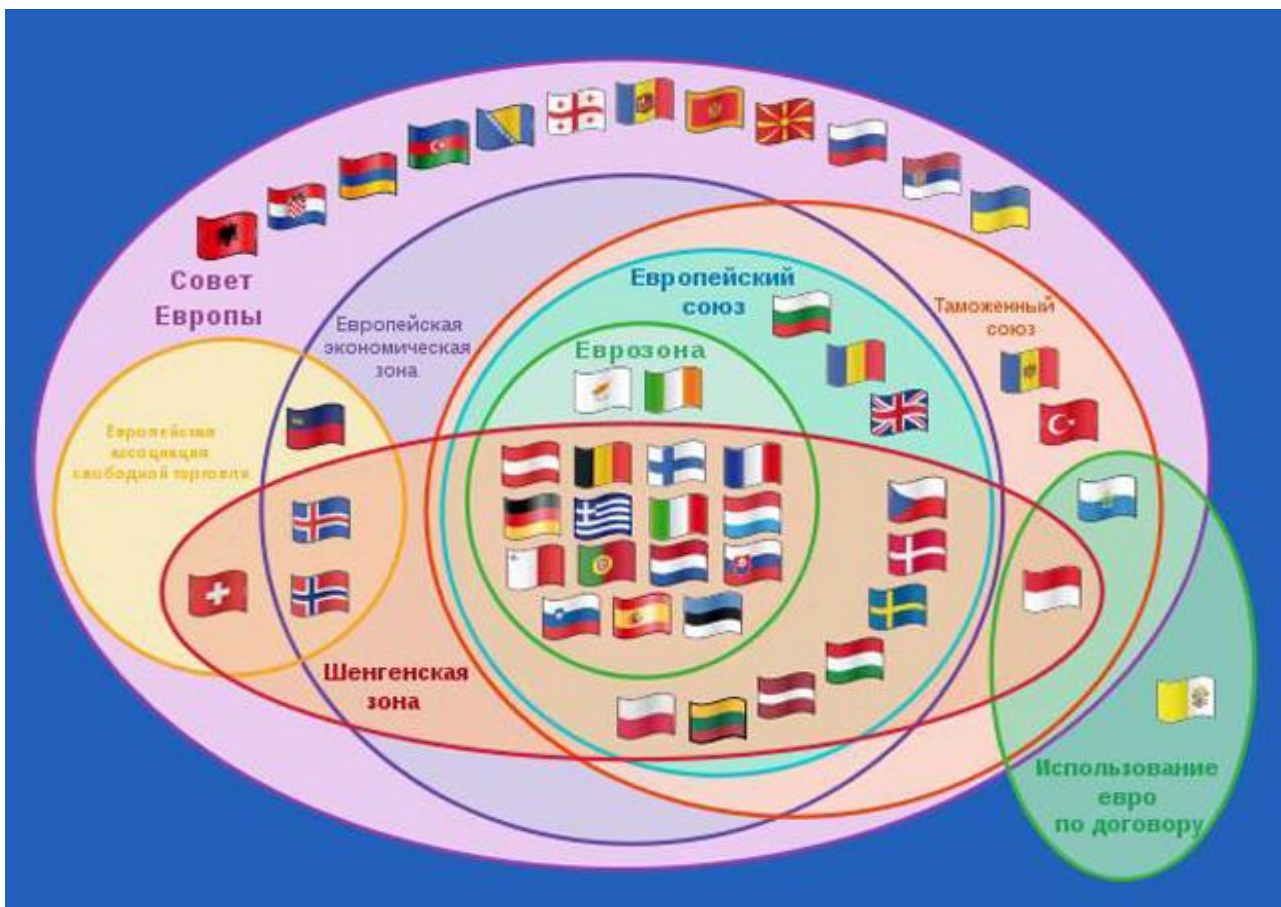 Совет
Европы
Европейская
экономическая
зона
Европейский
союз
Таможенный
союз
Еврозона
Европейская
ассоциация
свободной торговли
Шенгенская
зона
Использование
евро
по договору